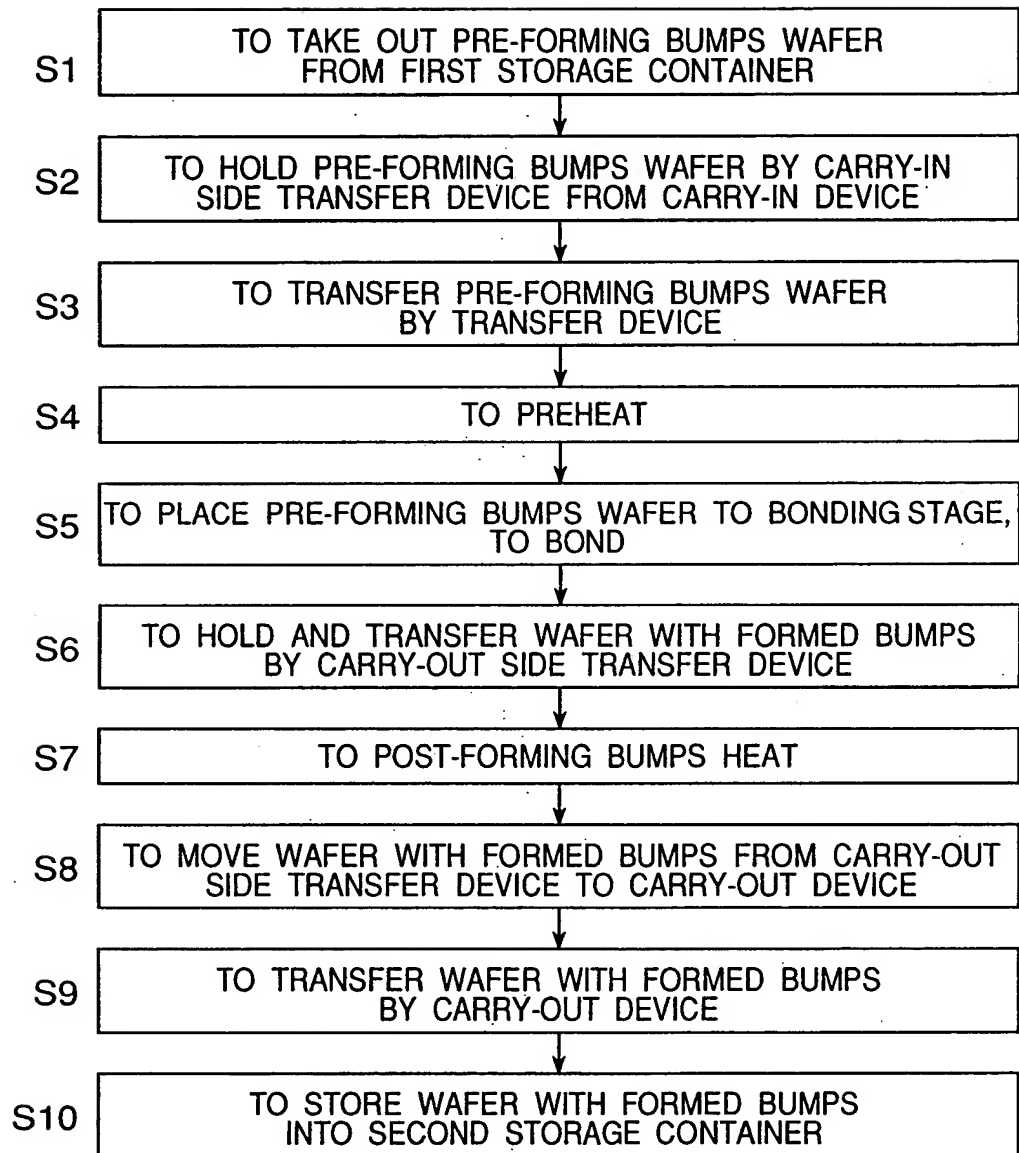 S1
TO TAKE OUT PRE-FORMING BUMPS WAFER
FROM FIRST STORAGE CONTAINER
S2
TO HOLD PRE-FORMING BUMPS WAFER BY CARRY-IN
SIDE TRANSFER DEVICE FROM CARRY-IN DEVICE
S3
TO TRANSFER PRE-FORMING BUMPS WAFER
BY TRANSFER DEVICE
S4
TO PREHEAT
S5
TO PLACE PRE-FORMING BUMPS WAFER TO BONDING STAGE,
TO BOND
S6
TO HOLD AND TRANSFER WAFER WITH FORMED BUMPS
BY CARRY-OUT SIDE TRANSFER DEVICE
S7
TO POST-FORMING BUMPS HEAT
S8
TO MOVE WAFER WITH FORMED BUMPS FROM CARRY-OUT
SIDE TRANSFER DEVICE TO CARRY-OUT DEVICE
S9
TO TRANSFER WAFER WITH FORMED BUMPS
BY CARRY-OUT DEVICE
S10
TO STORE WAFER WITH FORMED BUMPS
INTO SECOND STORAGE CONTAINER